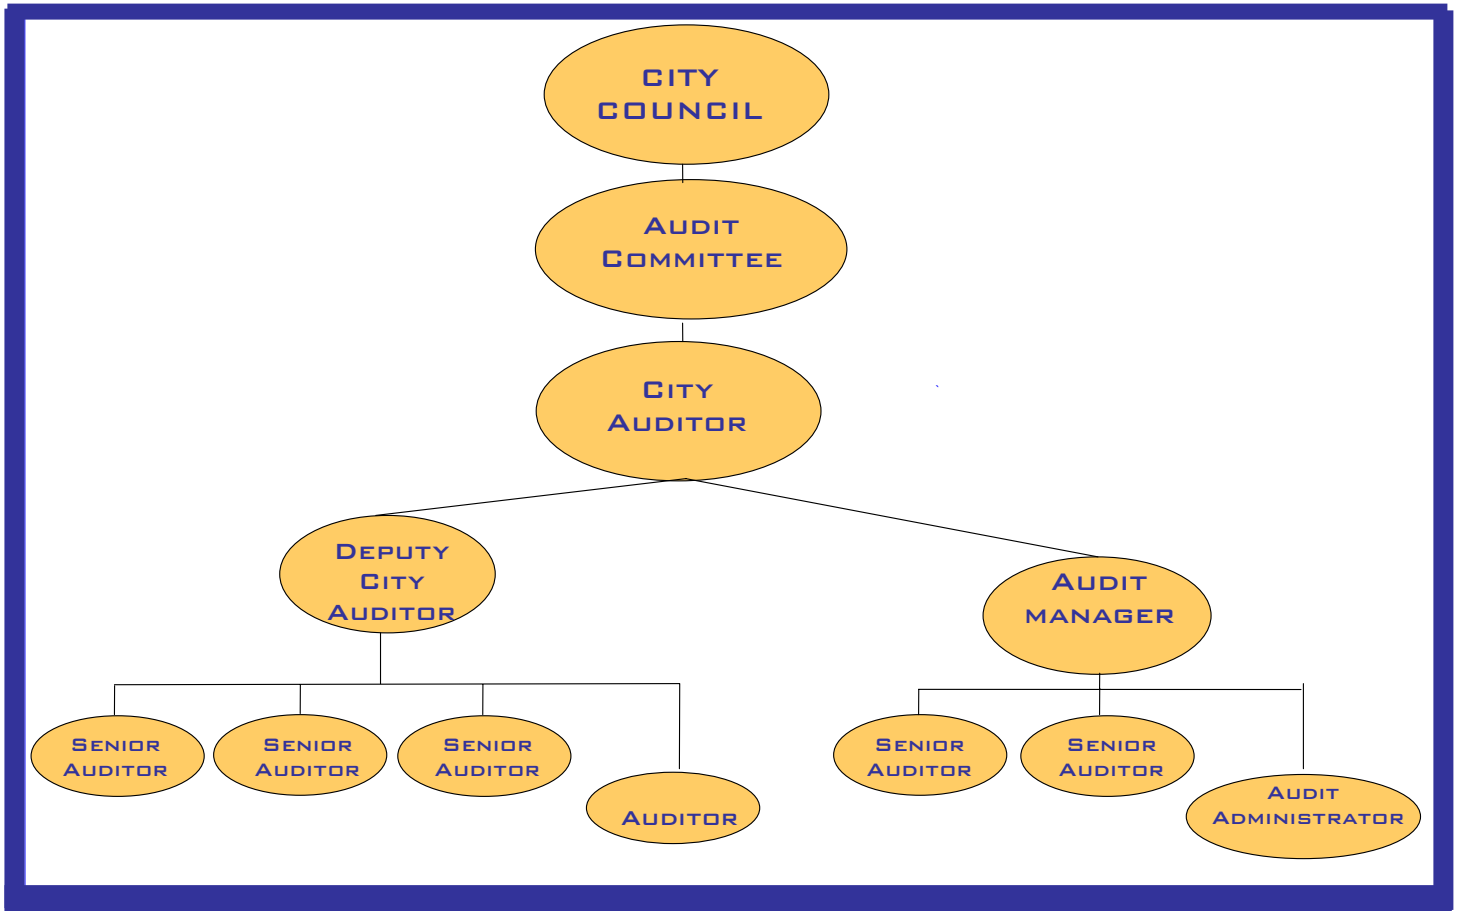 CITY
COUNCIL
AUDIT
COMMITTEE
CITY
AUDITOR
DEPUTY
CITY
AUDITOR
AUDIT
MANAGER
SENIOR
AUDITOR
SENIOR
AUDITOR
SENIOR
AUDITOR
AUDITOR
SENIOR
AUDITOR
SENIOR
AUDITOR
AUDIT
ADMINISTRATOR